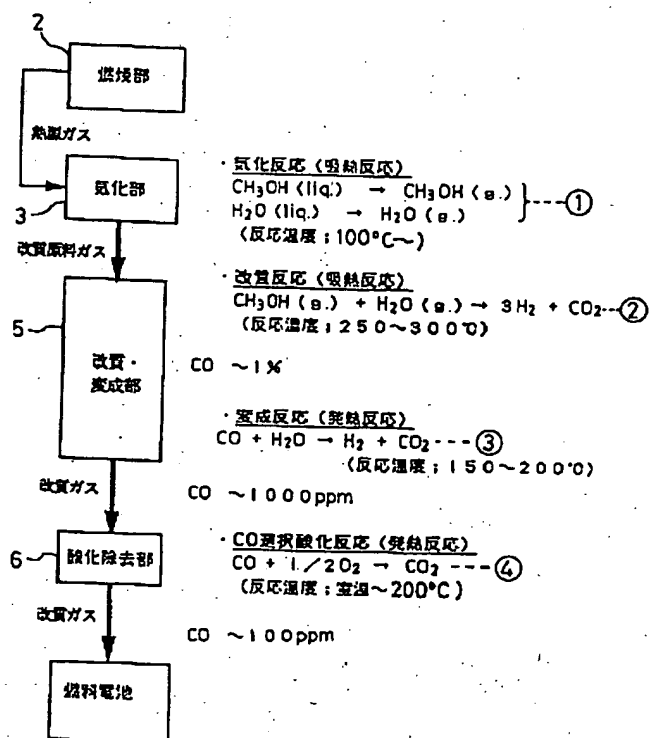 2
燃焼部
熱源ガス
・気化反応（吸熱反応）
CH₃OH (liq.) → CH₃OH (g.)
H₂O (liq.) → H₂O (g.)
---①
(反応温度；100°C〜)
気化部
3
改質原料ガス
・改質反応（吸熱反応）
CH₃OH (g.) + H₂O (g.) → 3H₂ + CO₂---②
(反応温度；250〜300℃)
5
改質・
変成部
CO 〜1%
・変成反応（発熱反応）
CO + H₂O → H₂ + CO₂---③
(反応温度；150〜200℃)
改質ガス
CO 〜1000ppm
・CO選択酸化反応（発熱反応）
CO + 1/2O₂ → CO₂---④
(反応温度；室温〜200°C)
6
酸化除去部
改質ガス
CO 〜100ppm
燃料電池